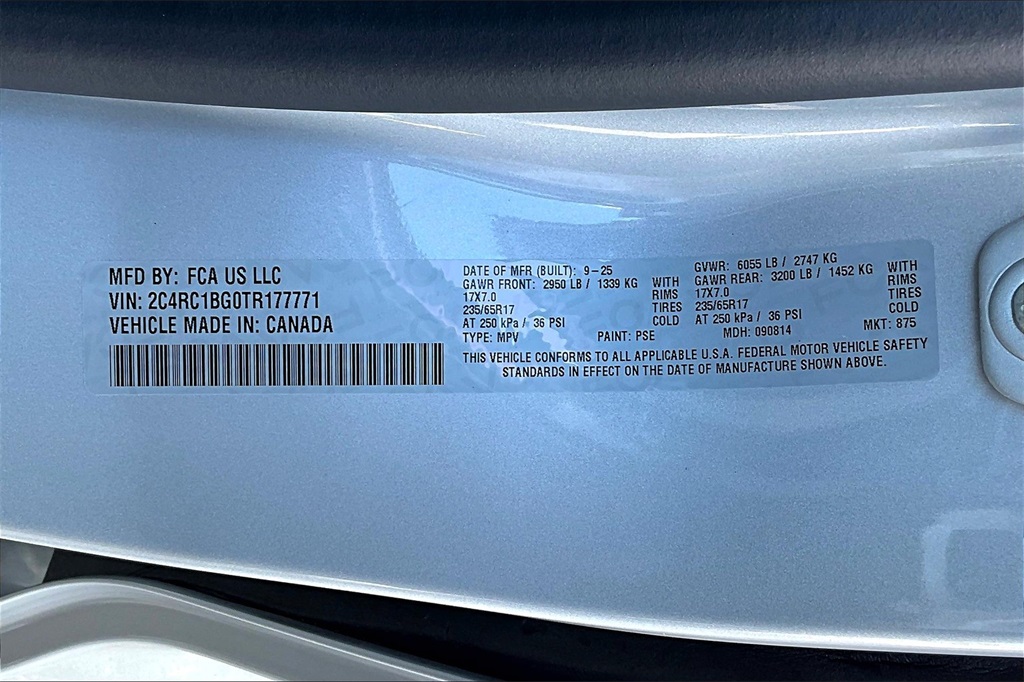 MFD BY: FCA US LLC
VIN: 2C4RC1BG0TR177771
VEHICLE MADE IN: CANADA
DATE OF MFR (BUILT): 9-25
GAWR FRONT: 2950 LB / 1339 KG WITH
17X7.0 RIMS
235/65R17 TIRES
AT 250 kPa / 36 PSI COLD
TYPE: MPV PAINT: PSE
GVWR: 6055 LB / 2747 KG
GAWR REAR: 3200 LB / 1452 KG WITH
17X7.0 RIMS
235/65R17 TIRES
AT 250 kPa / 36 PSI COLD
MDH: 090814 MKT: 875
THIS VEHICLE CONFORMS TO ALL APPLICABLE U.S.A. FEDERAL MOTOR VEHICLE SAFETY
STANDARDS IN EFFECT ON THE DATE OF MANUFACTURE SHOWN ABOVE.